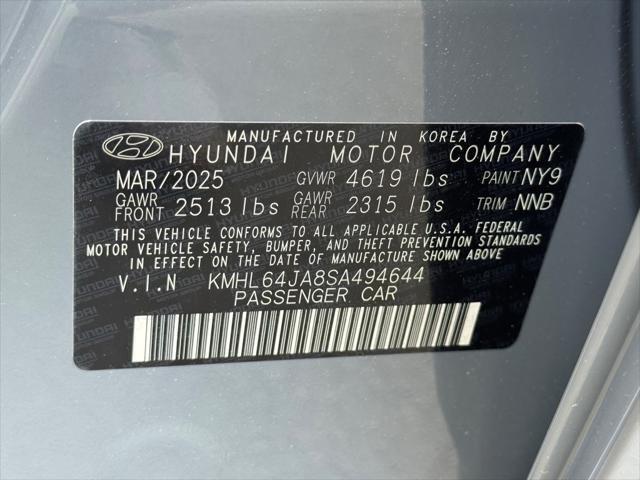 MANUFACTURED IN KOREA BY
HYUNDAI MOTOR COMPANY
MAR/2025 GVWR 4619 lbs PAINT NY9
GAWR FRONT 2513 lbs GAWR REAR 2315 lbs TRIM NNB
THIS VEHICLE CONFORMS TO ALL APPLICABLE U.S.A. FEDERAL
MOTOR VEHICLE SAFETY, BUMPER, AND THEFT PREVENTION STANDARDS
IN EFFECT ON THE DATE OF MANUFACTURE SHOWN ABOVE
V.I.N KMHL64JA8SA494644
PASSENGER CAR